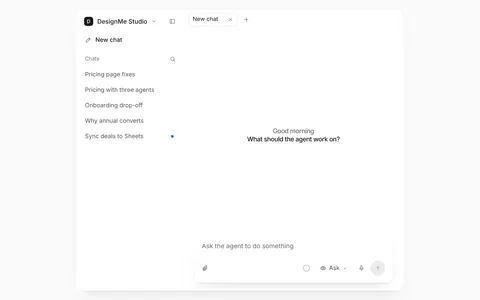 D DesignMe Studio
New chat
New chat
Chats
Pricing page fixes
Pricing with three agents
Onboarding drop-off
Why annual converts
Sync deals to Sheets
Good morning
What should the agent work on?
Ask the agent to do something
Ask